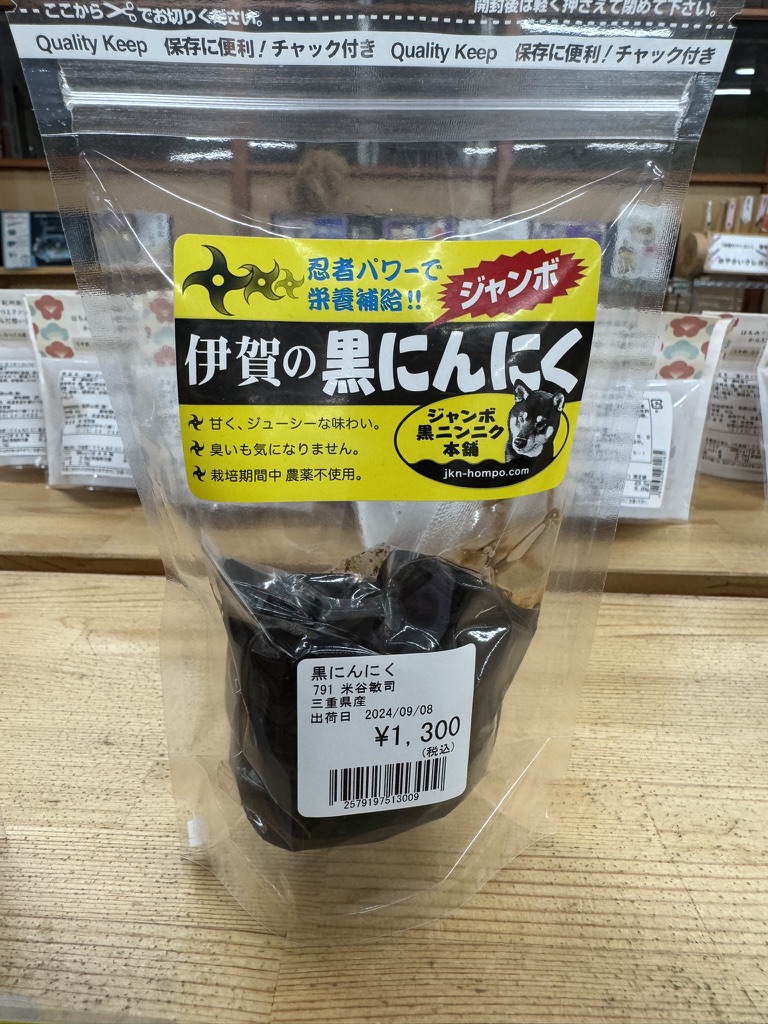 ここから✂でお切りください。
開封後は軽く押さえて閉めて下さい。
Quality Keep 保存に便利！チャック付き Quality Keep 保存に便利！チャック付き
忍者パワーで
栄養補給!!
ジャンボ
伊賀の黒にんにく
甘く、ジューシーな味わい。
臭いも気になりません。
栽培期間中 農薬不使用。
ジャンボ
黒ニンニク
本舗
jkn-hompo.com
黒にんにく
791 米谷敏司
三重県産
出荷日 2024/09/08
¥1,300
(税込)
2579197513009